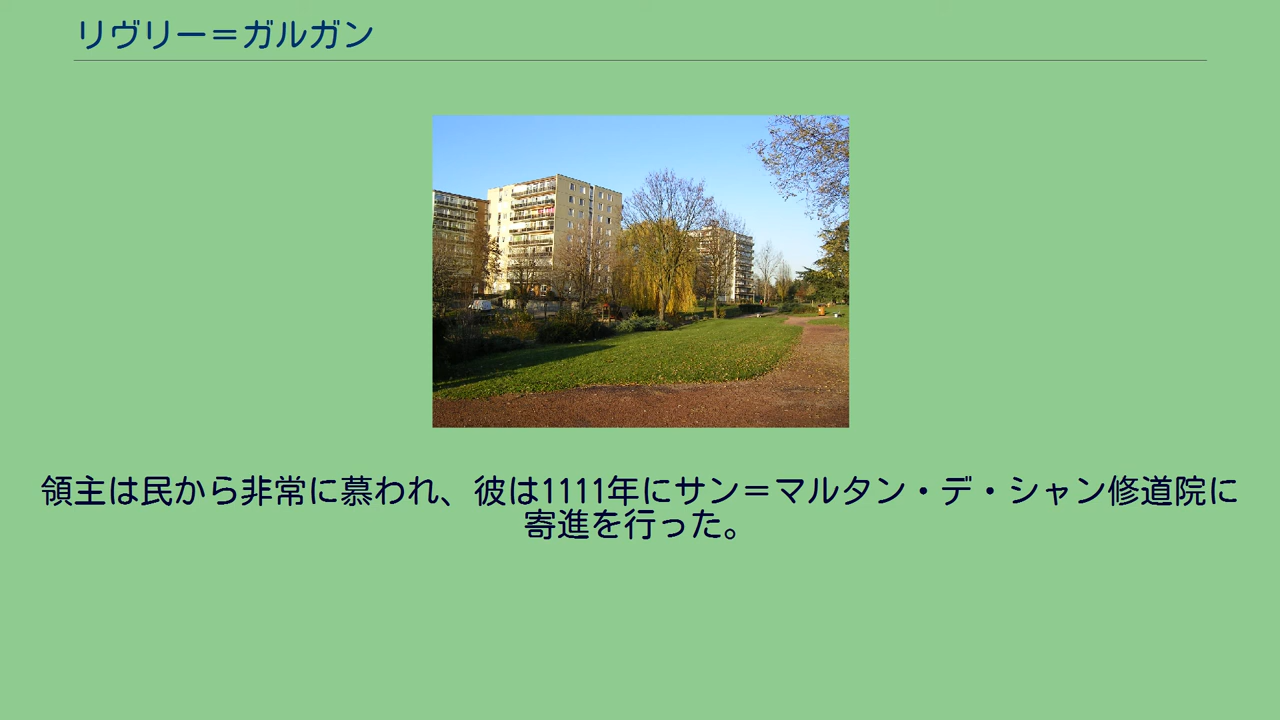 リヴリー＝ガルガン
領主は民から非常に慕われ、彼は1111年にサン＝マルタン・デ・シャン修道院に
寄進を行った。